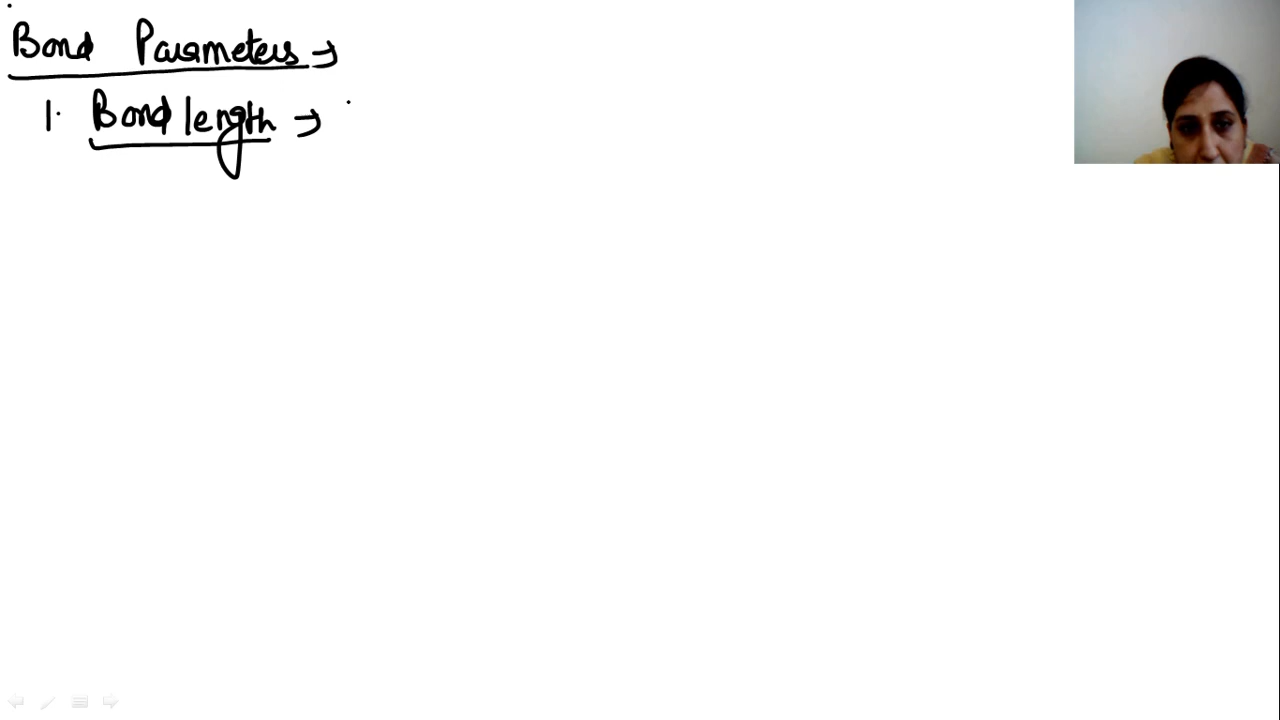 Bond Parameters →
1. Bond length →